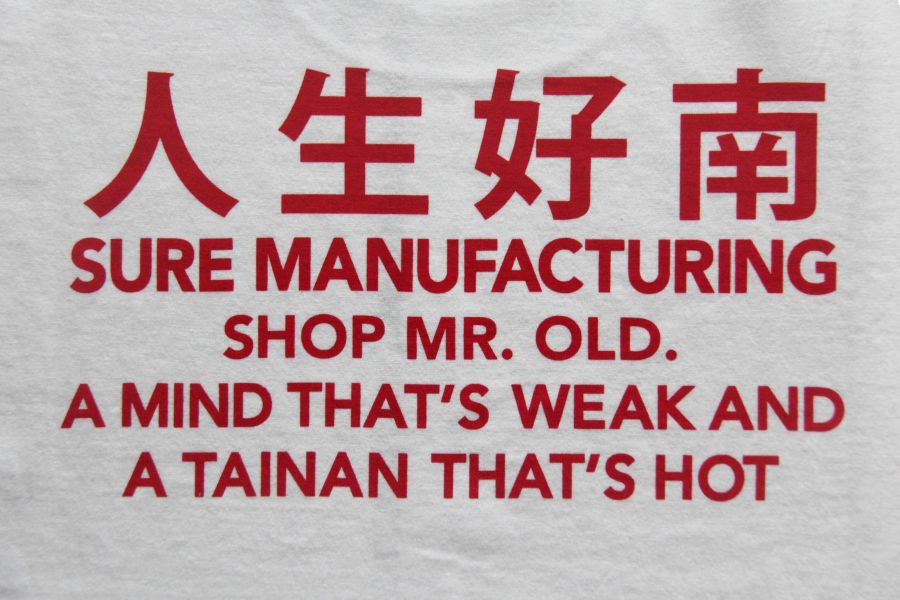 人生好南
SURE MANUFACTURING
SHOP MR. OLD.
A MIND THAT'S WEAK AND
A TAINAN THAT'S HOT